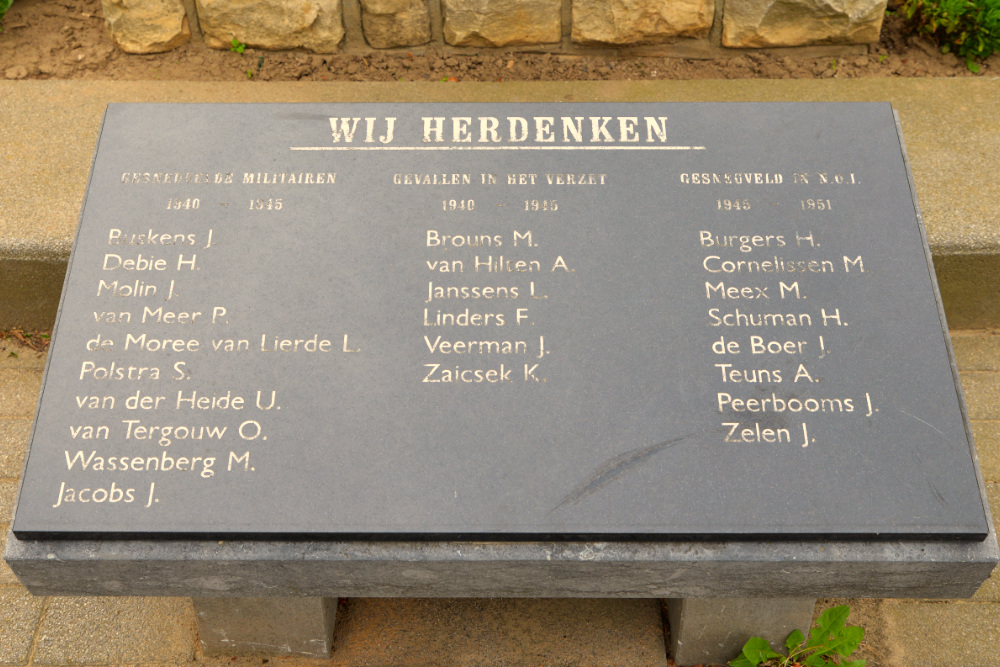 WIJ HERDENKEN
GESNEUVELDE MILITAIREN
1940 - 1945
Ruskens J.
Debie H.
Molin J.
van Meer P.
de Moree van Lierde L.
Polstra S.
van der Heide U.
van Tergouw O.
Wassenberg M.
Jacobs J.
GEVALLEN IN HET VERZET
1940 - 1945
Brouns M.
van Hilten A.
Janssens L.
Linders F.
Veerman J.
Zaicsek K.
GESNEUVELD IN N.O.I.
1945 - 1951
Burgers H.
Cornelissen M
Meex M.
Schuman H.
de Boer J.
Teuns A.
Peerbooms J.
Zelen J.